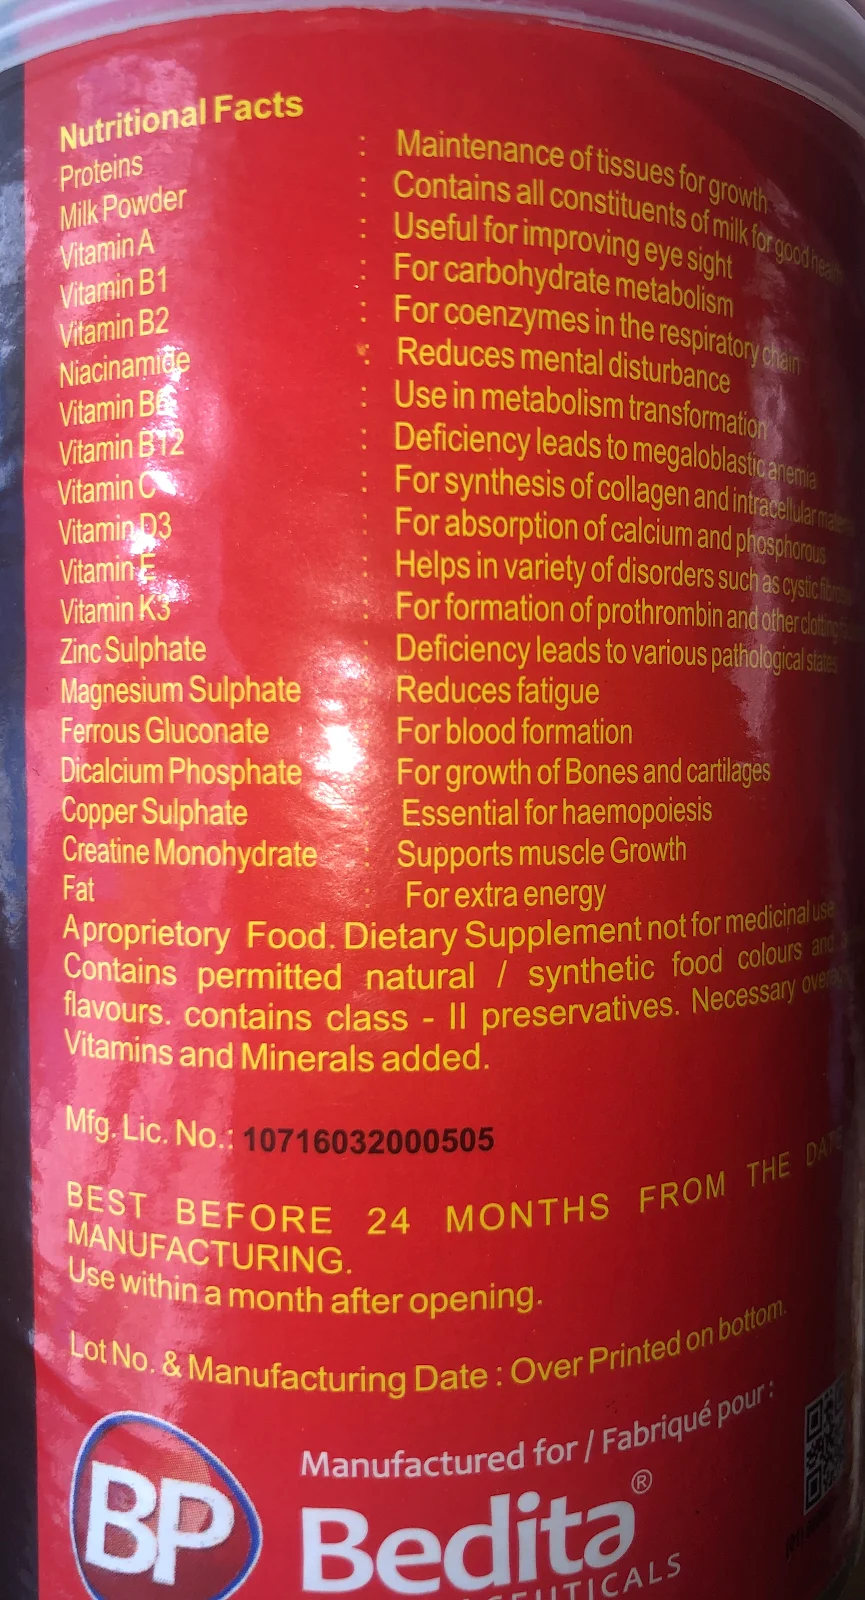 Nutritional Facts
Proteins : Maintenance of tissues for growth
Milk Powder : Contains all constituents of milk for good
Vitamin A : Useful for improving eye sight
Vitamin B1 : For carbohydrate metabolism
Vitamin B2 : For coenzymes in the respiratory chain
Niacinamide : Reduces mental disturbance
Vitamin B6 : Use in metabolism transformation
Vitamin B12 : Deficiency leads to megaloblastic anemia
Vitamin C : For synthesis of collagen and intracellular
Vitamin D3 : For absorption of calcium and phosphorous
Vitamin E : Helps in variety of disorders such as cystic
Vitamin K3 : For formation of prothrombin and other clotting
Zinc Sulphate : Deficiency leads to various pathological states
Magnesium Sulphate Reduces fatigue
Ferrous Gluconate For blood formation
Dicalcium Phosphate For growth of Bones and cartilages
Copper Sulphate Essential for haemopoiesis
Creatine Monohydrate : Supports muscle Growth
Fat : For extra energy
A proprietory Food. Dietary Supplement not for medicinal use
Contains permitted natural / synthetic food colours and
flavours. contains class - II preservatives. Necessary
Vitamins and Minerals added.
Mfg. Lic. No.: 10716032000505
BEST BEFORE 24 MONTHS FROM THE DATE
MANUFACTURING.
Use within a month after opening.
Lot No. & Manufacturing Date : Over Printed on bottom.
Manufactured for / Fabriqué pour :
BP
Bedita®